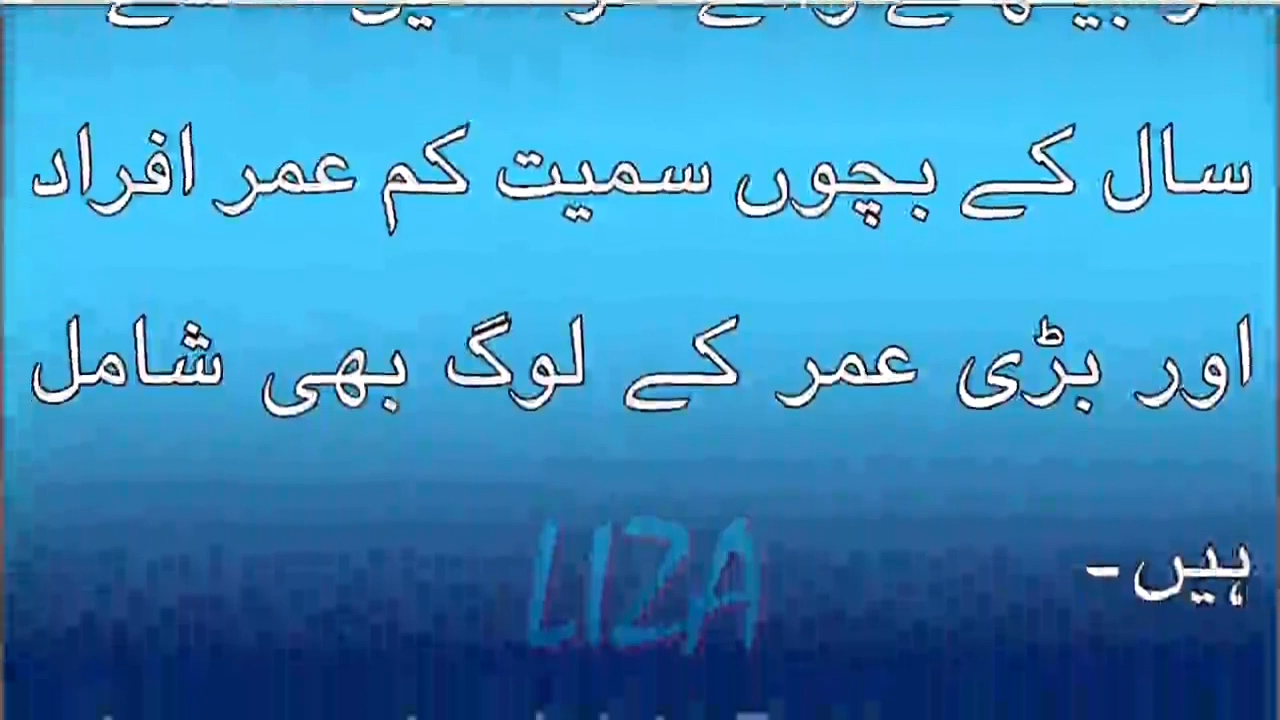 سال کے بچوں سمیت کم عمر افراد
اور بڑی عمر کے لوگ بھی شامل
ہیں ۔
LIZA